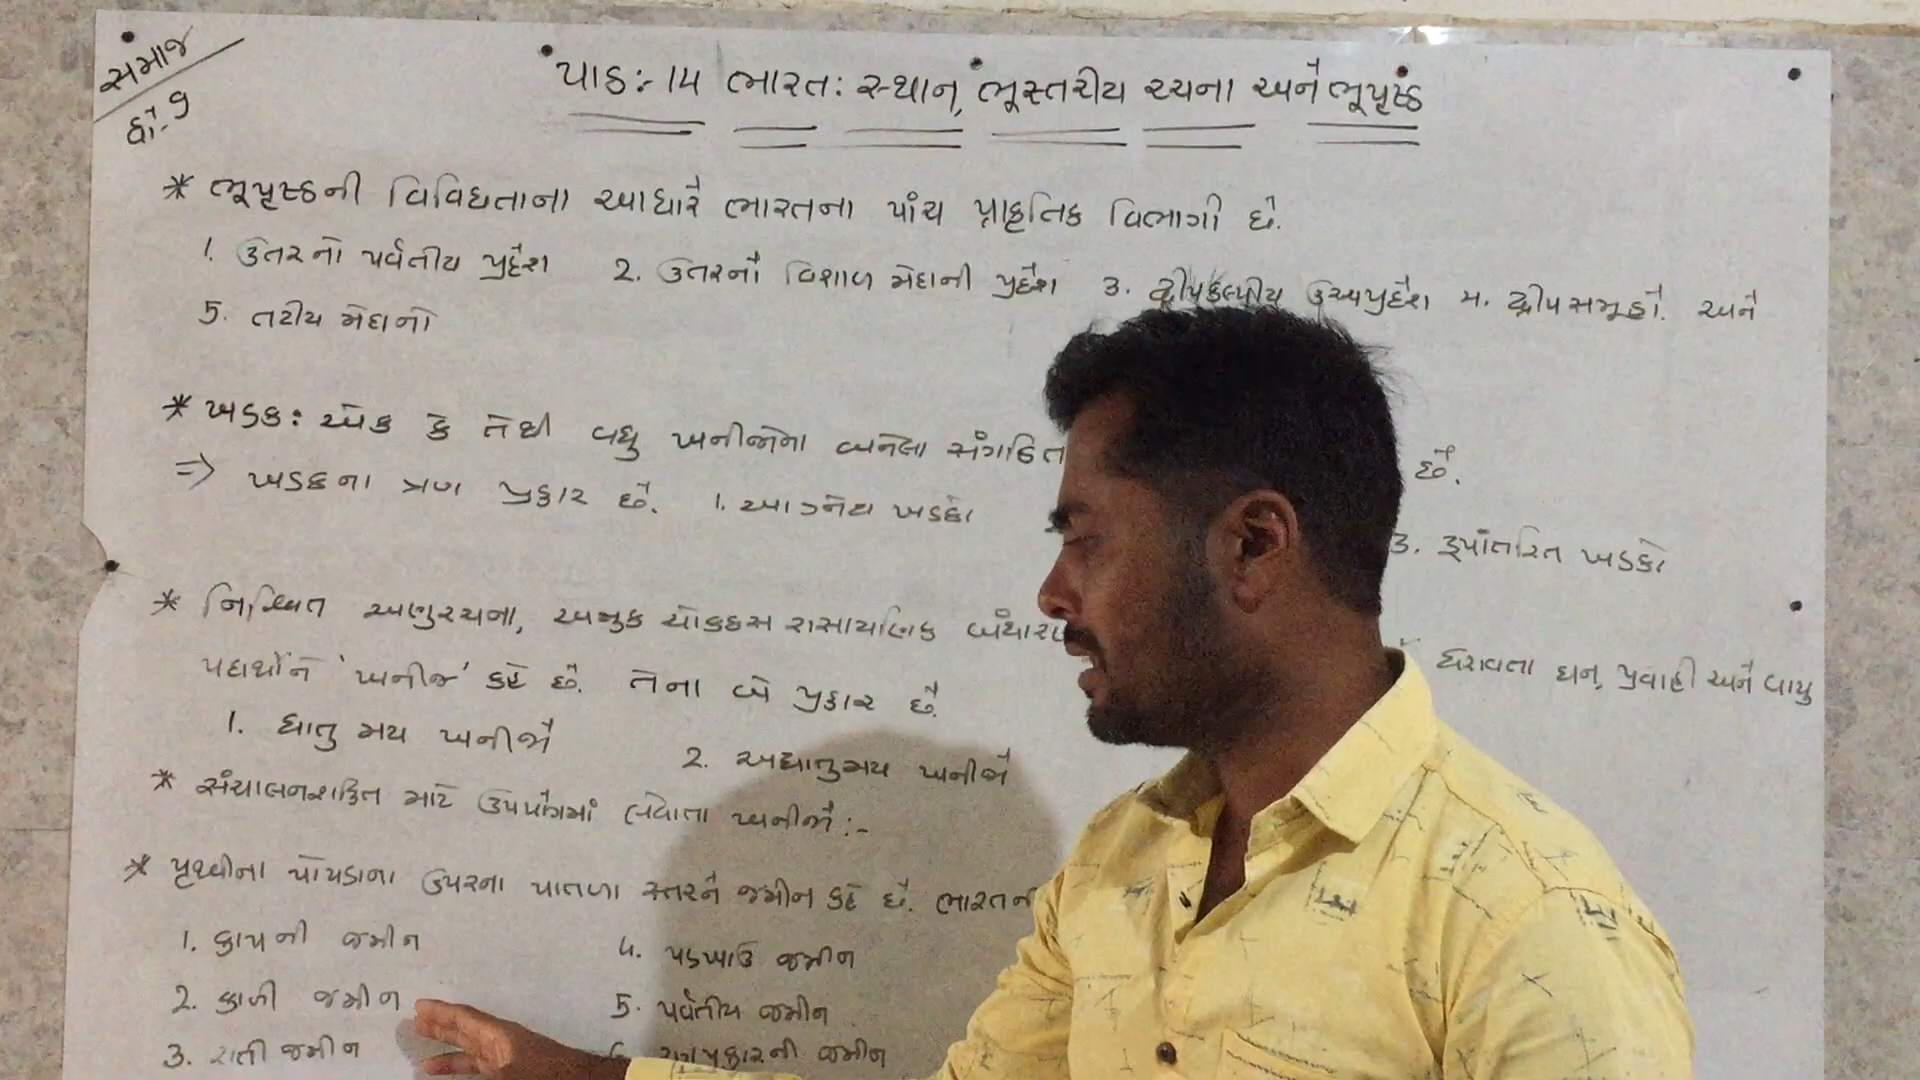 સમાજ
ધો-9
પાઠ:- 14 ભારત: સ્થાન, ભૂસ્તરીય રચના અને ભૂપૃષ્ઠ
* ભૂપૃષ્ઠની વિવિધતાના આધારે ભારતના પાંચ પ્રાકૃતિક વિભાગો છે.
1. ઉતરનો પર્વતીય પ્રદેશ 2. ઉતરનો વિશાળ મેદાની પ્રદેશ 3. દ્વીપકલ્પીય ઉચ્ચપ્રદેશ 4. દ્વીપસમૂહો. અને
5. તટીય મેદાનો
* ખડક: એક કે તેથી વધુ ખનીજોના બનેલા સંગઠિત છે.
=> ખડકના ત્રણ પ્રકાર છે. 1. આગ્નેય ખડકો 3. રૂપાંતરિત ખડકો
* નિશ્ચિત અણુરચના, અમુક ચોકકસ રાસાયણિક બંધારણ ધરાવતા ઘન, પ્રવાહી અને વાયુ
પદાર્થોને 'ખનીજ' કહે છે. તેના બે પ્રકાર છે.
1. ધાતુ મય ખનીજો 2. અધાતુમય ખનીજો
* સંચાલનશકિત માટે ઉપયોગમાં લેવાતા ખનીજો:-
* પૃથ્વીના પોપડાના ઉપરના પાતળા સ્તરને જમીન કહે છે. ભારતની
1. કાંપની જમીન 4. પડખાઉ જમીન
2. કાળી જમીન 5. પર્વતીય જમીન
3. રાતી જમીન 6. રણપ્રકારની જમીન